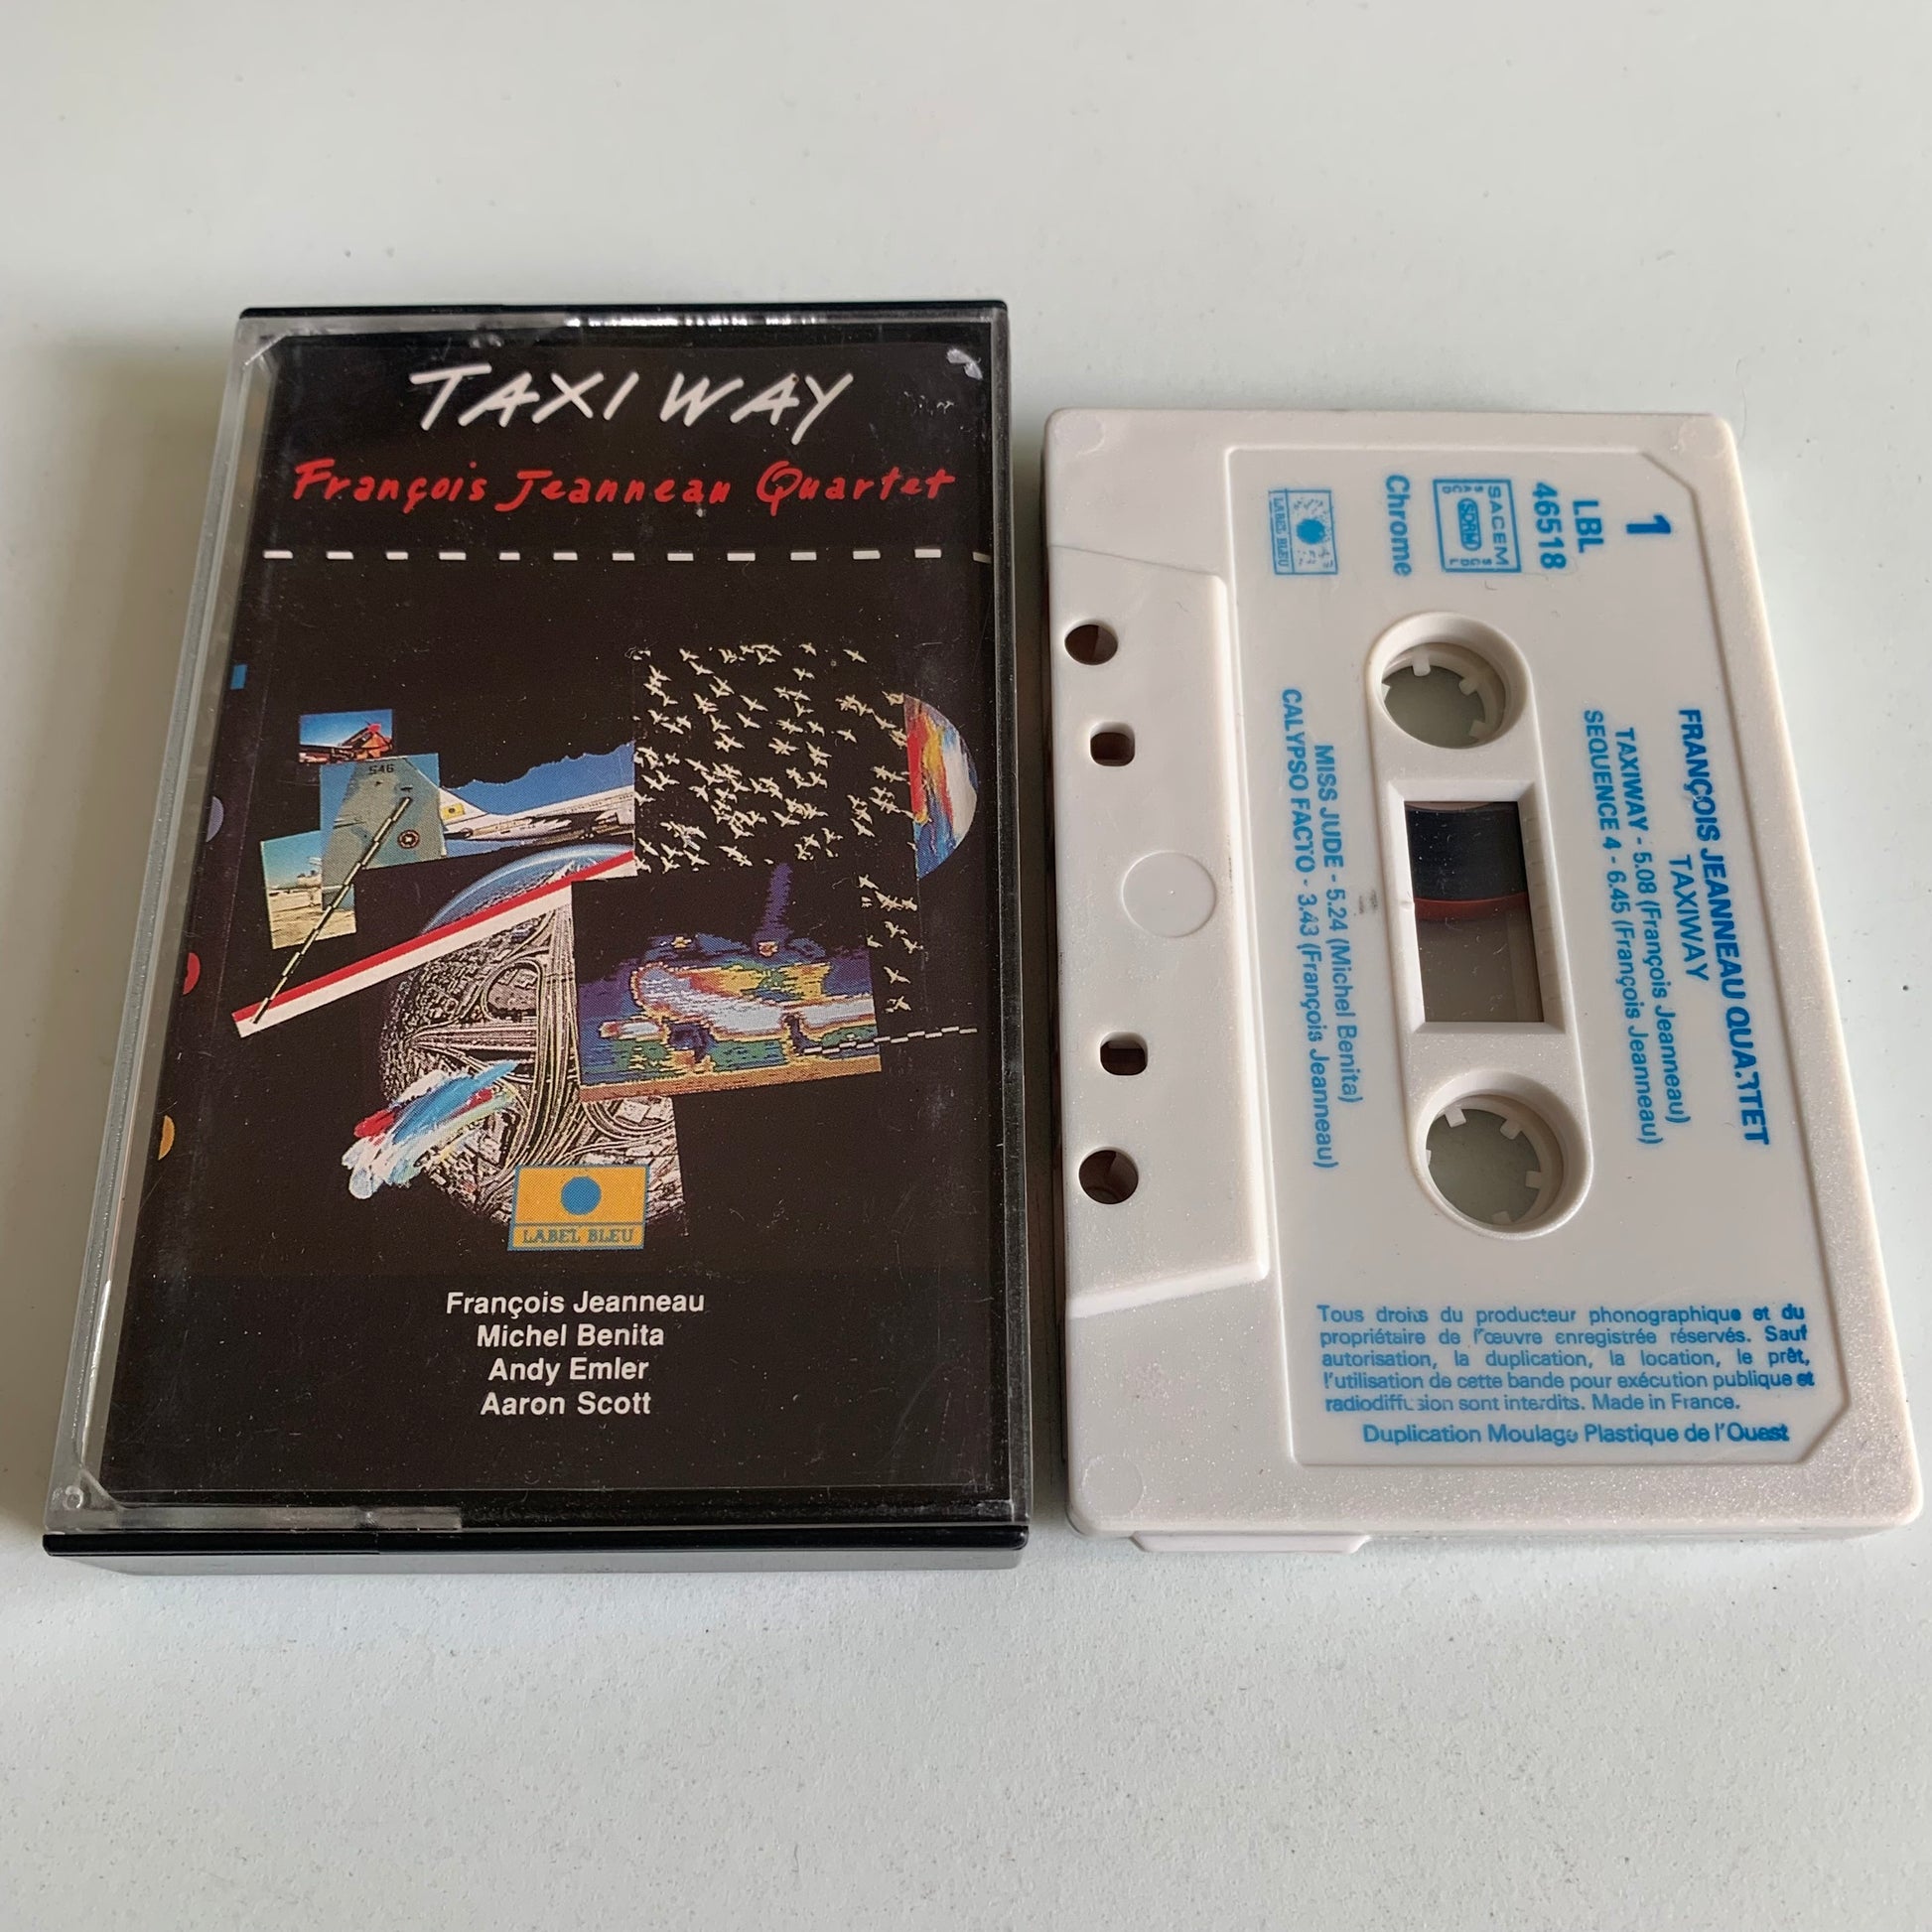 TAXI WAY
François Jeanneau Quartet
546
LABEL BLEU
François Jeanneau
Michel Benita
Andy Emler
Aaron Scott
1
LBL
46518
SACEM
SACD
SDRM
SGDL
Chrome
LABEL BLEU
FRANÇOIS JEANNEAU QUARTET
TAXIWAY
TAXIWAY - 5.08 (François Jeanneau)
SEQUENCE 4 - 6.45 (François Jeanneau)
MISS JUDE - 5.24 (Michel Benita)
CALYPSO FACTO - 3.43 (François Jeanneau)
Tous droits du producteur phonographique et du
propriétaire de l'œuvre enregistrée réservés. Sauf
autorisation, la duplication, la location, le prêt,
l'utilisation de cette bande pour exécution publique et
radiodiffusion sont interdits. Made in France.
Duplication Moulage Plastique de l'Ouest